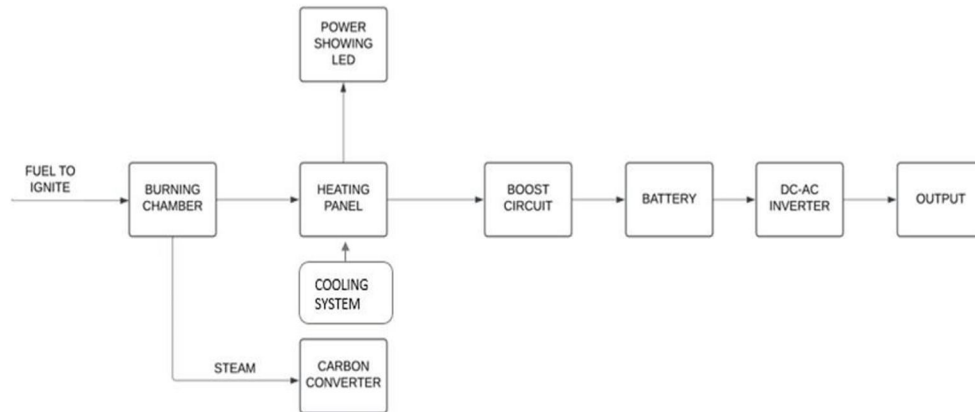 POWER
SHOWING
LED
FUEL TO
IGNITE
BURNING
CHAMBER
HEATING
PANEL
BOOST
CIRCUIT
BATTERY
DC-AC
INVERTER
OUTPUT
COOLING
SYSTEM
STEAM
CARBON
CONVERTER